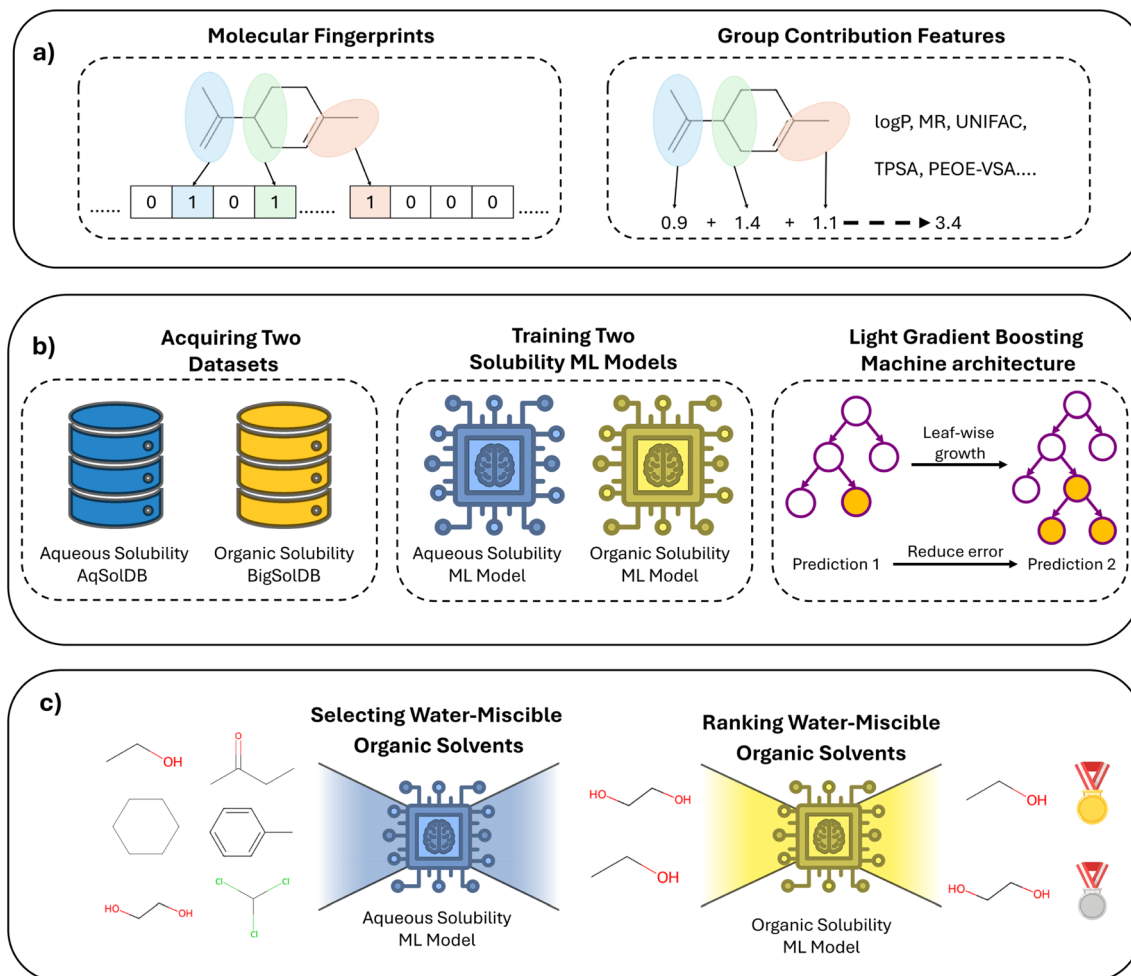 a)
Molecular Fingerprints
...... 0 1 0 1 ....... 1 0 0 0 ......
Group Contribution Features
logP, MR, UNIFAC,
TPSA, PEOE-VSA....
0.9 + 1.4 + 1.1 3.4
b)
Acquiring Two
Datasets
Aqueous Solubility
AqSolDB
Organic Solubility
BigSolDB
Training Two
Solubility ML Models
Aqueous Solubility
ML Model
Organic Solubility
ML Model
Light Gradient Boosting
Machine architecture
Leaf-wise
growth
Prediction 1
Reduce error
Prediction 2
c)
OH
O
HO
OH
Cl
Cl
Cl
Selecting Water-Miscible
Organic Solvents
Aqueous Solubility
ML Model
HO
OH
OH
Ranking Water-Miscible
Organic Solvents
Organic Solubility
ML Model
OH
HO
OH